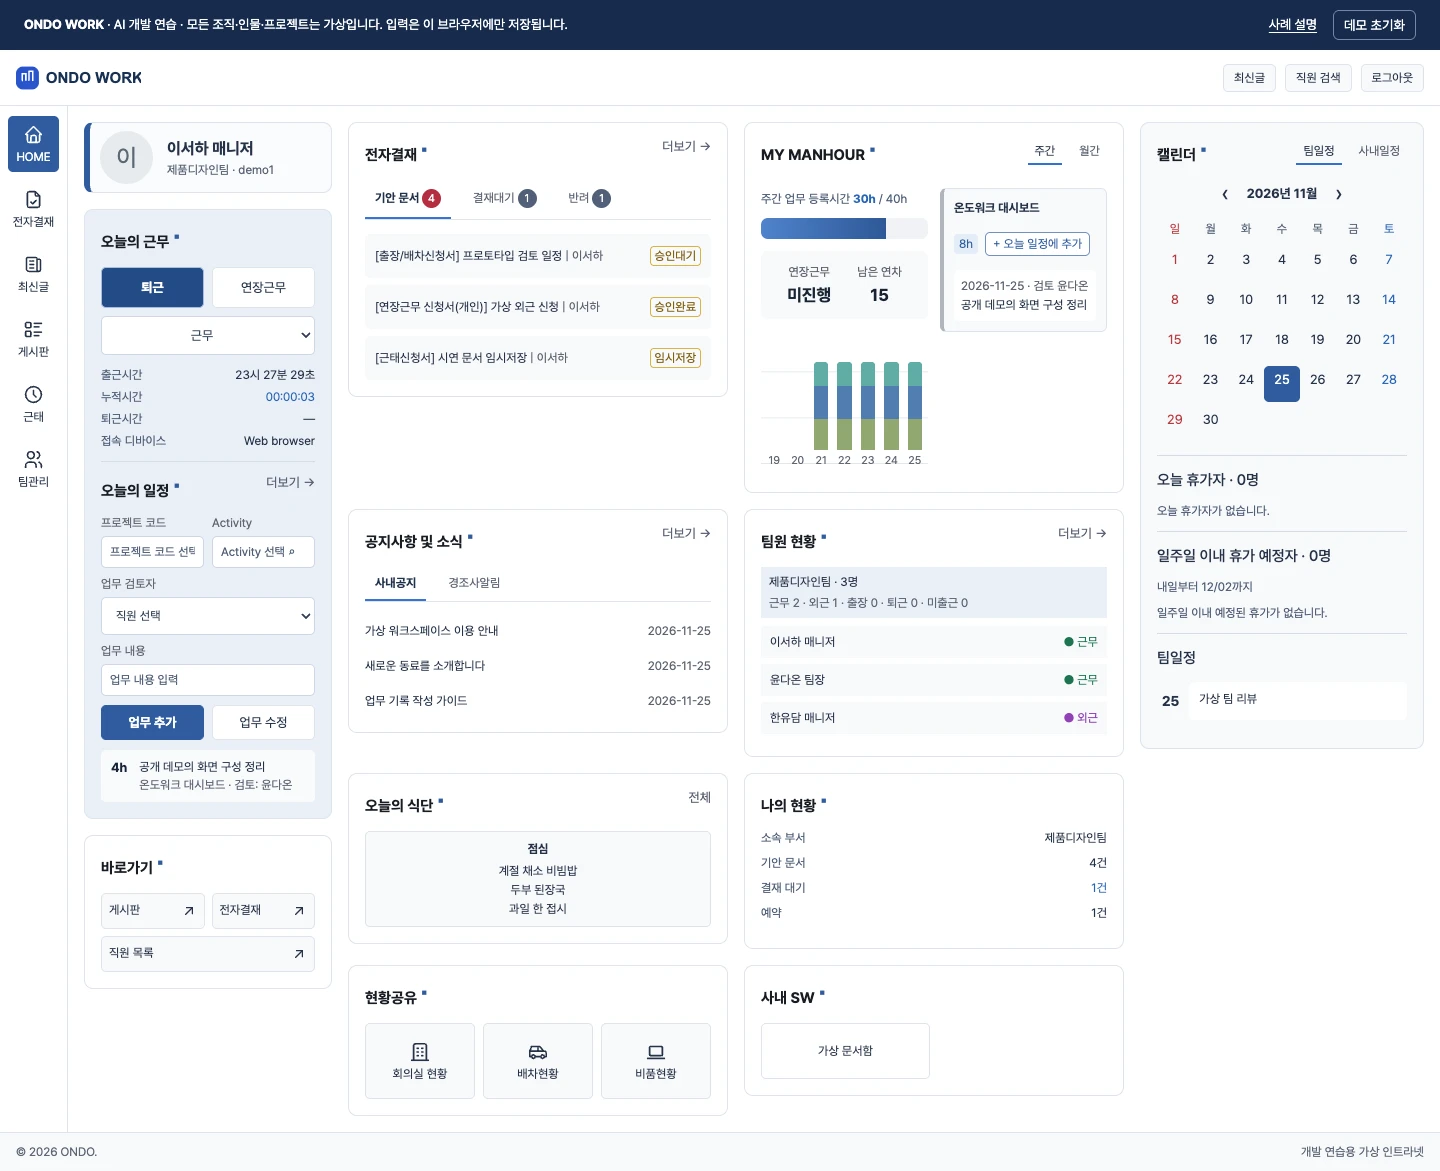 ONDO WORK · AI 개발 연습 · 모든 조직·인물·프로젝트는 가상입니다. 입력은 이 브라우저에만 저장됩니다.
사례 설명
데모 초기화
ONDO WORK
최신글
직원 검색
로그아웃
HOME
전자결재
최신글
게시판
근태
팀관리
이
이서하 매니저
제품디자인팀 · demo1
오늘의 근무
퇴근
연장근무
근무
출근시간 23시 27분 29초
누적시간 00:00:03
퇴근시간 —
접속 디바이스 Web browser
오늘의 일정
더보기 →
프로젝트 코드 Activity
프로젝트 코드 선택
Activity 선택
업무 검토자
직원 선택
업무 내용
업무 내용 입력
업무 추가
업무 수정
4h 공개 데모의 화면 구성 정리
온도워크 대시보드 · 검토: 윤다온
바로가기
게시판
전자결재
직원 목록
전자결재
더보기 →
기안 문서 4
결재대기 1
반려 1
[출장/배차신청서] 프로토타입 검토 일정 | 이서하 승인대기
[연장근무 신청서(개인)] 가상 외근 신청 | 이서하 승인완료
[근태신청서] 시연 문서 임시저장 | 이서하 임시저장
MY MANHOUR
주간
월간
주간 업무 등록시간 30h / 40h
연장근무
미진행
남은 연차
15
온도워크 대시보드
8h + 오늘 일정에 추가
2026-11-25 · 검토 윤다온
공개 데모의 화면 구성 정리
19 20 21 22 23 24 25
공지사항 및 소식
더보기 →
사내공지
경조사알림
가상 워크스페이스 이용 안내 2026-11-25
새로운 동료를 소개합니다 2026-11-25
업무 기록 작성 가이드 2026-11-25
팀원 현황
더보기 →
제품디자인팀 · 3명
근무 2 · 외근 1 · 출장 0 · 퇴근 0 · 미출근 0
이서하 매니저 근무
윤다온 팀장 근무
한유담 매니저 외근
오늘의 식단
전체
점심
계절 채소 비빔밥
두부 된장국
과일 한 접시
나의 현황
소속 부서 제품디자인팀
기안 문서 4건
결재 대기 1건
예약 1건
현황공유
회의실 현황
배차현황
비품현황
사내 SW
가상 문서함
캘린더
팀일정
사내일정
‹ 2026년 11월 ›
일 월 화 수 목 금 토
1 2 3 4 5 6 7
8 9 10 11 12 13 14
15 16 17 18 19 20 21
22 23 24 25 26 27 28
29 30
오늘 휴가자 · 0명
오늘 휴가자가 없습니다.
일주일 이내 휴가 예정자 · 0명
내일부터 12/02까지
일주일 이내 예정된 휴가가 없습니다.
팀일정
25 가상 팀 리뷰
© 2026 ONDO.
개발 연습용 가상 인트라넷